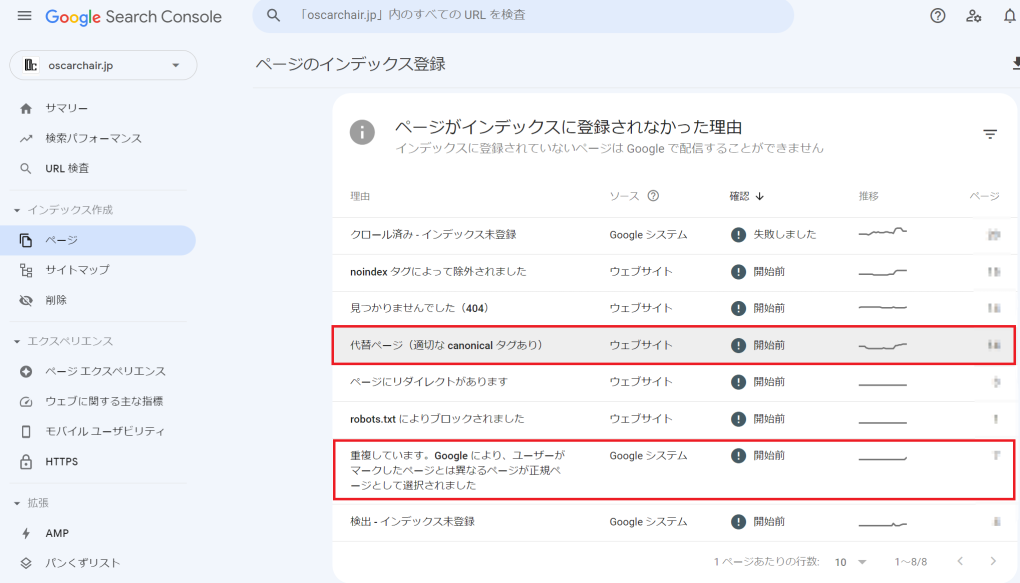 Google Search Console
「oscarchair.jp」内のすべての URL を検査
oscarchair.jp
ページのインデックス登録
サマリー
検索パフォーマンス
URL 検査
インデックス作成
ページ
サイトマップ
削除
エクスペリエンス
ページ エクスペリエンス
ウェブに関する主な指標
モバイル ユーザビリティ
HTTPS
拡張
AMP
パンくずリスト
ページがインデックスに登録されなかった理由
インデックスに登録されていないページは Google で配信することができません
理由 ソース 確認 推移 ページ
クロール済み - インデックス未登録 Google システム 失敗しました
noindex タグによって除外されました ウェブサイト 開始前
見つかりませんでした（404） ウェブサイト 開始前
代替ページ（適切な canonical タグあり） ウェブサイト 開始前
ページにリダイレクトがあります ウェブサイト 開始前
robots.txt によりブロックされました ウェブサイト 開始前
重複しています。Google により、ユーザーが Google システム 開始前
マークしたページとは異なるページが正規ペ
ージとして選択されました
検出 - インデックス未登録 Google システム 開始前
1 ページあたりの行数: 10 1～8/8